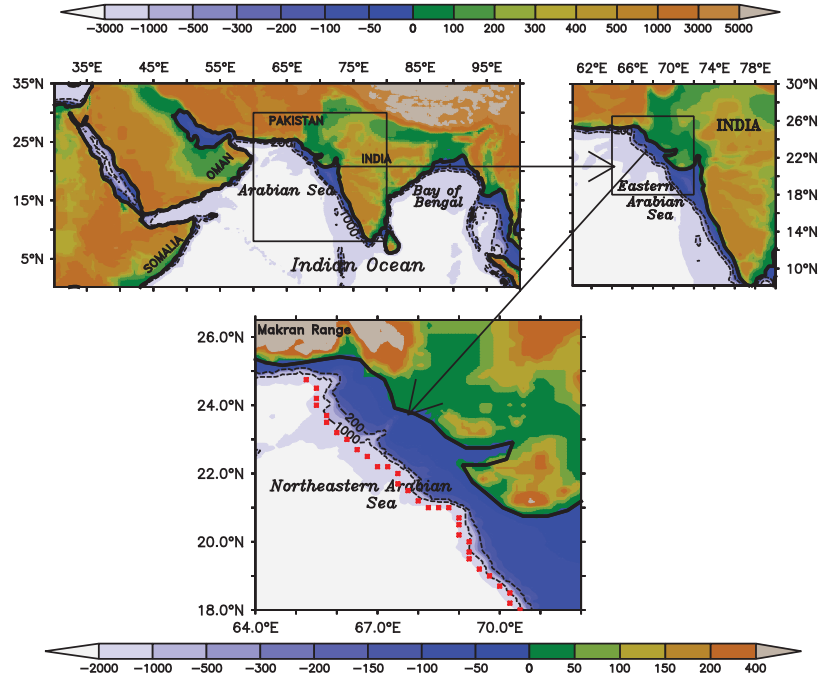 −3000 −1000 −500 −300 −200 −100 −50 0 100 200 300 400 500 1000 3000 5000
35°E 45°E 55°E 65°E 75°E 85°E 95°E
62°E 66°E 70°E 74°E 78°E
35°N
25°N
15°N
5°N
PAKISTAN
200
INDIA
OMAN
Arabian Sea
Bay of
Bengal
1000
SOMALIA
Indian Ocean
30°N
26°N
22°N
18°N
14°N
10°N
INDIA
Eastern
Arabian
Sea
Makran Range
26.0°N
24.0°N
22.0°N
20.0°N
18.0°N
200
1000
Northeastern Arabian
Sea
64.0°E 67.0°E 70.0°E
−2000 −1000 −500 −300 −200 −150 −100 −50 0 50 100 150 200 400